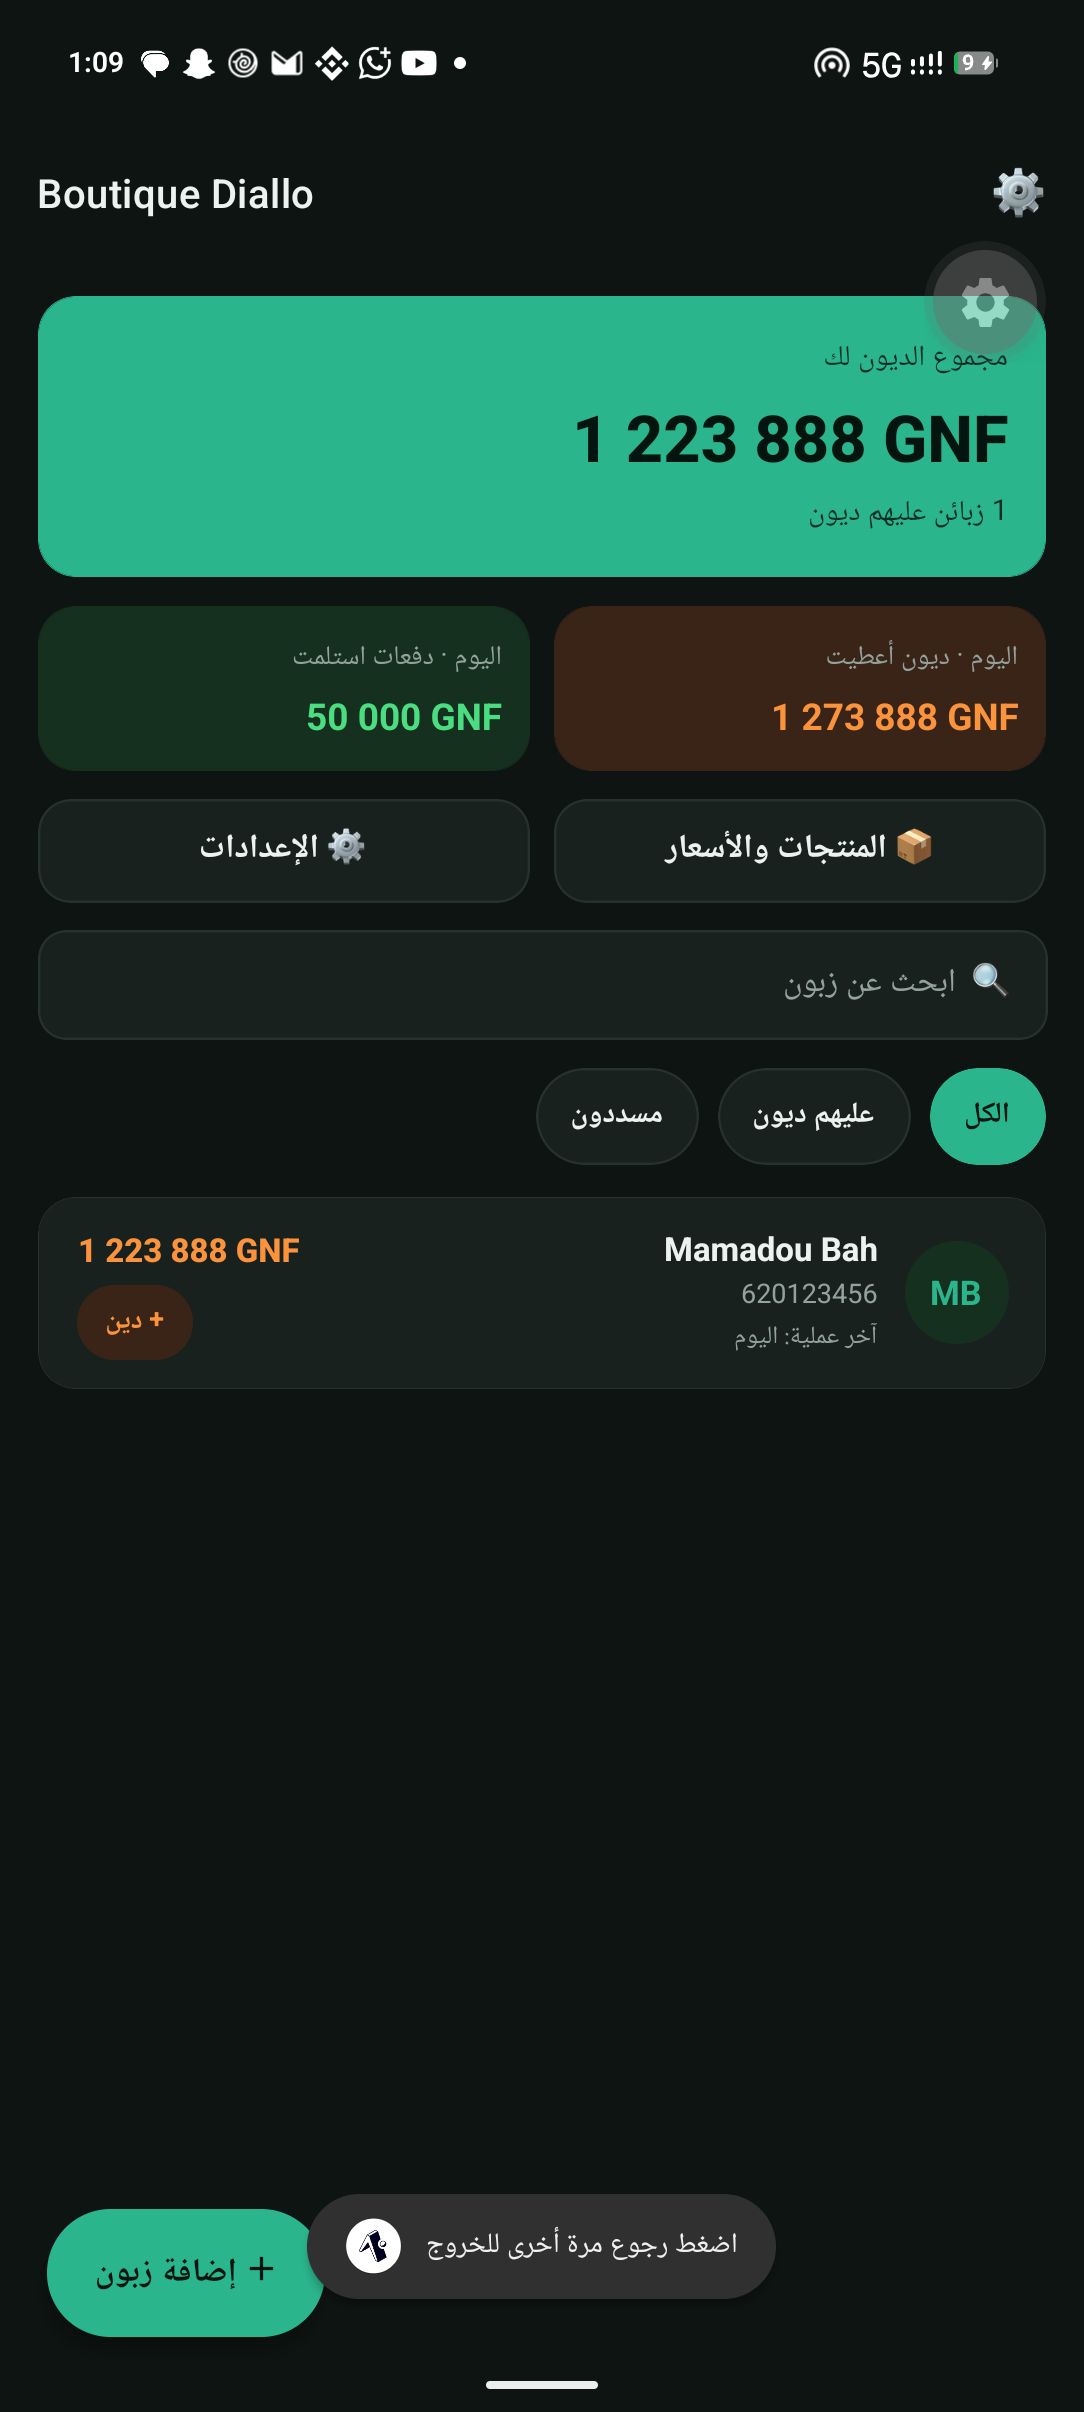 1:09
5G
9
Boutique Diallo
مجموع الديون لك
1 223 888 GNF
1 زبائن عليهم ديون
اليوم · ديون أعطيت
1 273 888 GNF
اليوم · دفعات استلمت
50 000 GNF
المنتجات والأسعار
الإعدادات
ابحث عن زبون
الكل
عليهم ديون
مسددون
MB
Mamadou Bah
620123456
آخر عملية: اليوم
1 223 888 GNF
+ دين
اضغط رجوع مرة أخرى للخروج
+ إضافة زبون